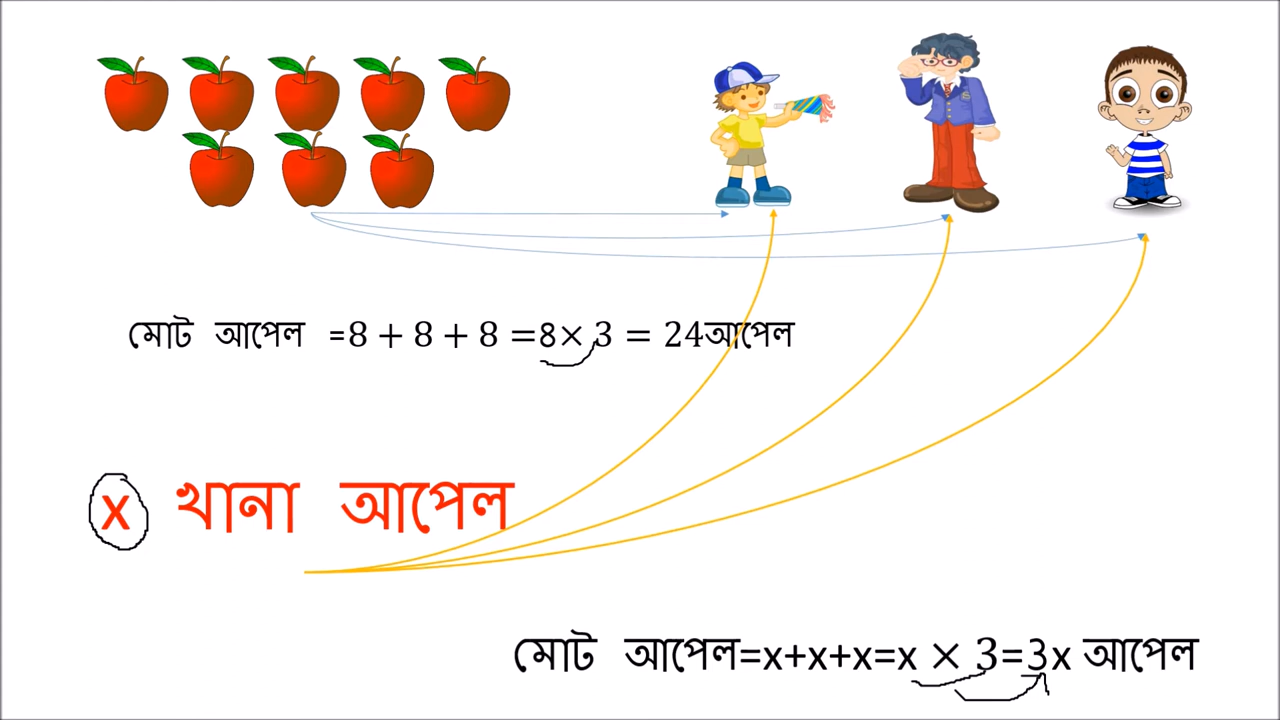 মোট আপেল =8 + 8 + 8 =8× 3 = 24আপেল
x খানা আপেল
মোট আপেল=x+x+x=x × 3=3x আপেল